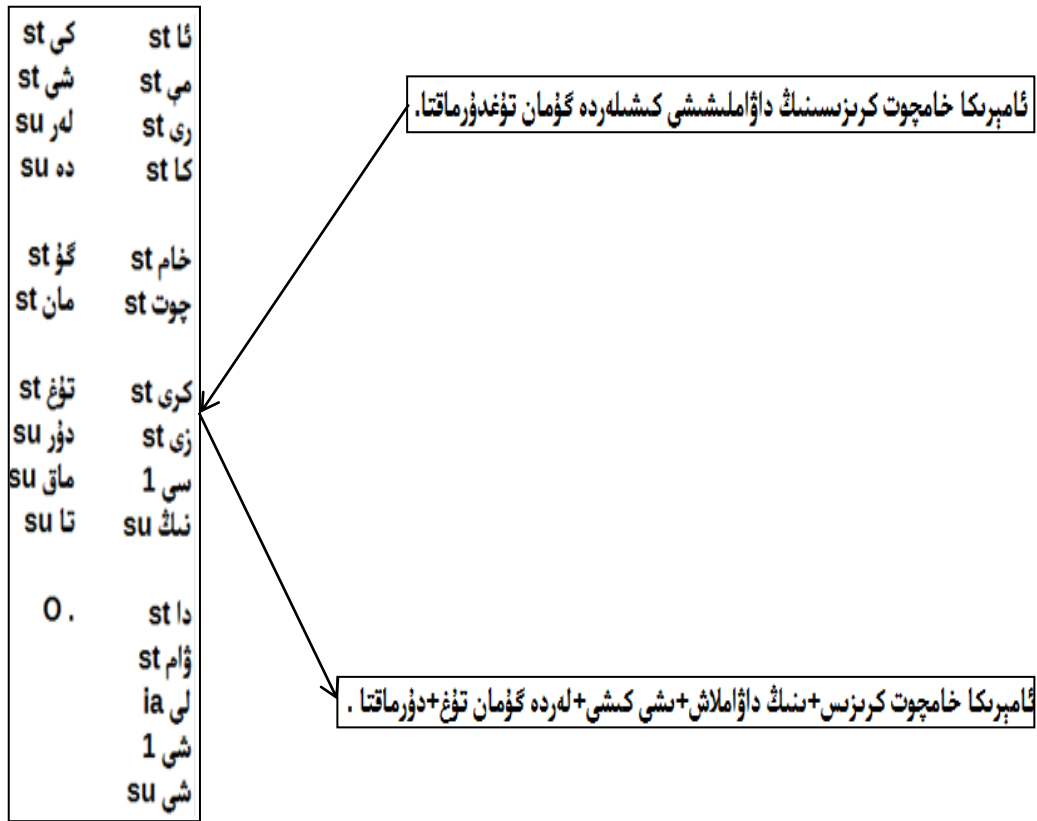 ئا st
مې st
رى st
كا st
خام st
چوت st
كرى st
زى st
سى 1
نىڭ su
دا st
ۋام st
لى ia
شى 1
شى su
كى st
شى st
لەر su
دە su
گۇ st
مان st
تۇغ st
دۇر su
ماق su
تا su
. O
ئامېرىكا خامچوت كرىزىسىنىڭ داۋاملىشىشى كىشىلەردە گۇمان تۇغدۇرماقتا.
ئامېرىكا خامچوت كرىزىس+ىنىڭ داۋاملاش+ىشى كىشى+لەردە گۇمان تۇغ+دۇرماقتا .